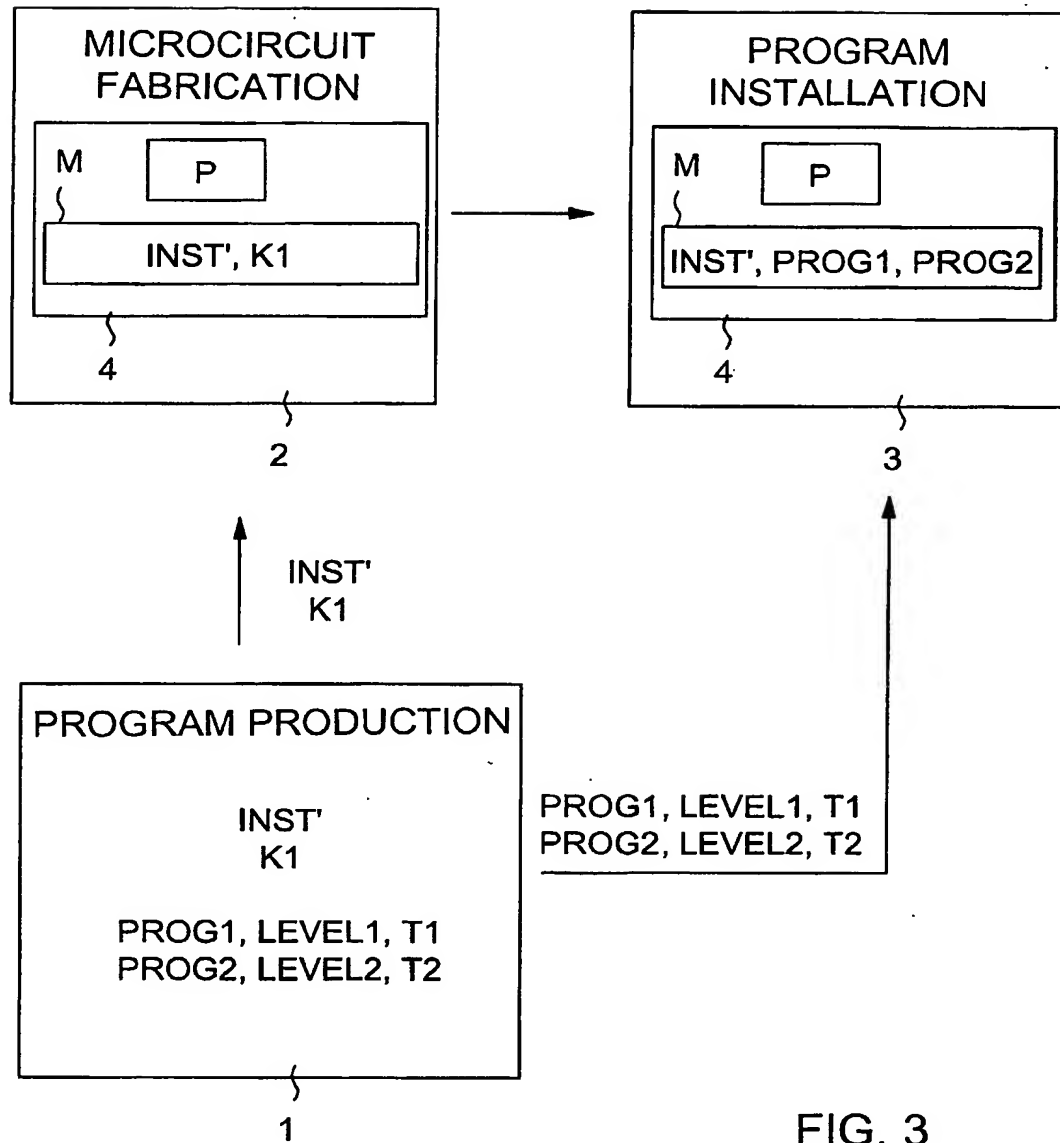 MICROCIRCUIT
FABRICATION
M
P
INST', K1
4
2
PROGRAM
INSTALLATION
M
P
INST', PROG1, PROG2
4
3
INST'
K1
PROGRAM PRODUCTION
INST'
K1
PROG1, LEVEL1, T1
PROG2, LEVEL2, T2
1
PROG1, LEVEL1, T1
PROG2, LEVEL2, T2
FIG. 3